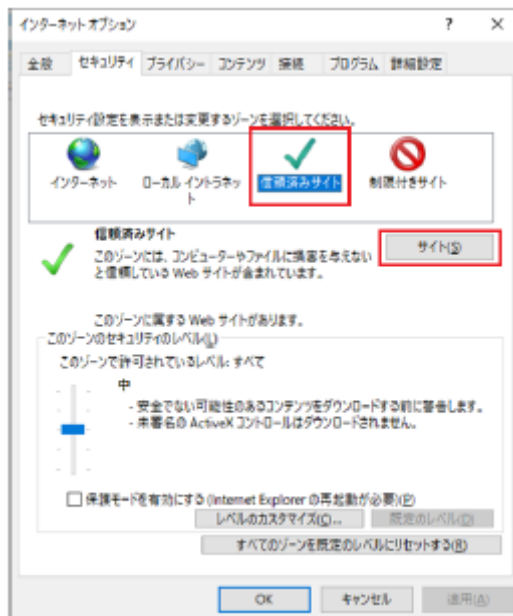 インターネット オプション ? ×
全般 セキュリティ プライバシー コンテンツ 接続 プログラム 詳細設定
セキュリティ設定を表示または変更するゾーンを選択してください。
インターネット ローカル イントラネッ 信頼済みサイト 制限付きサイト
ト
信頼済みサイト
サイト(S)
このゾーンには、コンピューターやファイルに損害を与えない
と信頼している Web サイトが含まれています。
このゾーンに属する Web サイトがあります。
このゾーンのセキュリティのレベル(L)
このゾーンで許可されているレベル: すべて
中
- 安全でない可能性のあるコンテンツをダウンロードする前に警告します。
- 未署名の ActiveX コントロールはダウンロードされません。
保護モードを有効にする (Internet Explorer の再起動が必要)(P)
レベルのカスタマイズ(C)... 既定のレベル(D)
すべてのゾーンを既定のレベルにリセットする(R)
OK キャンセル 適用(A)